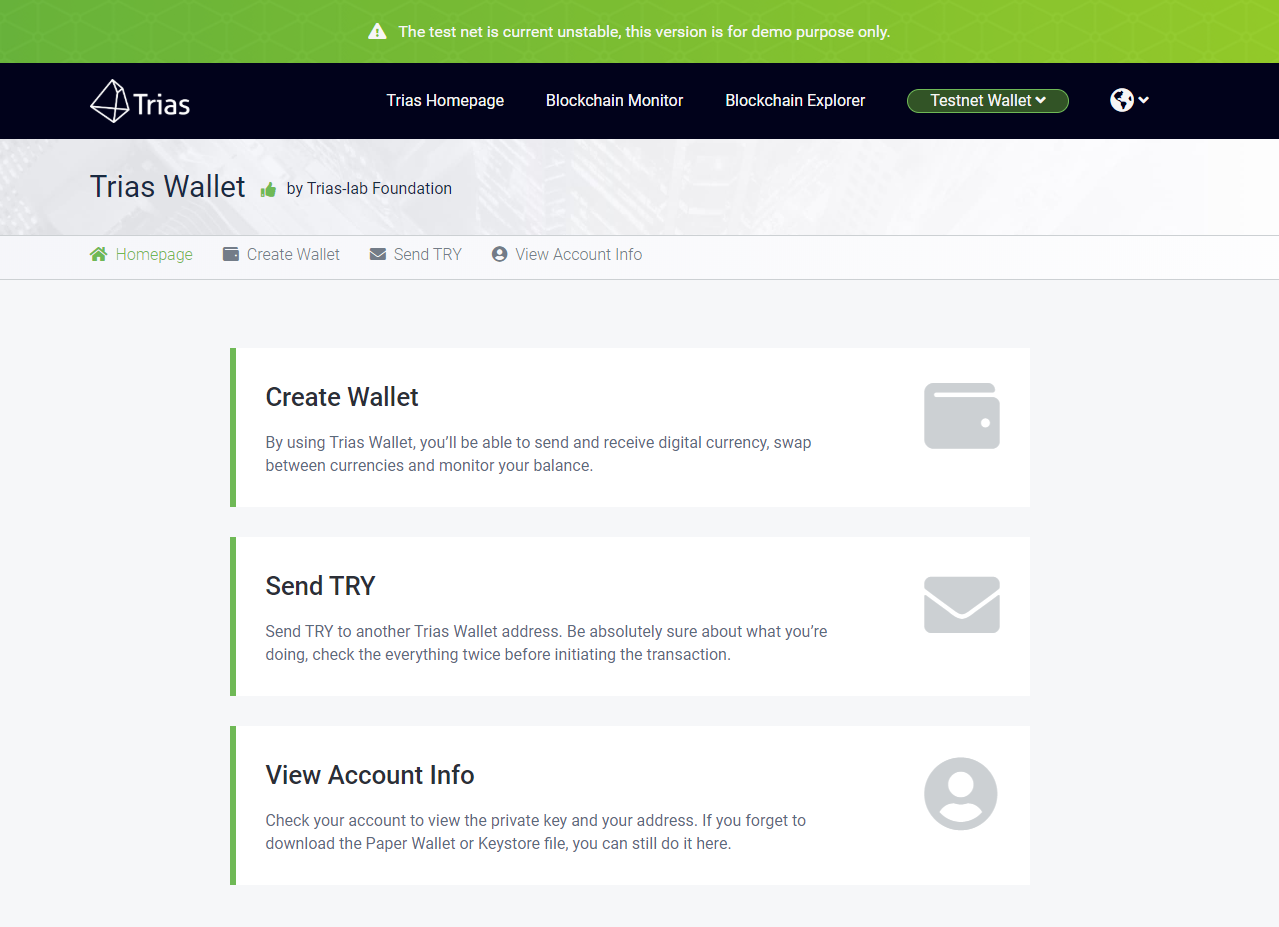 The test net is current unstable, this version is for demo purpose only.
Trias
Trias Homepage
Blockchain Monitor
Blockchain Explorer
Testnet Wallet
Trias Wallet
by Trias-lab Foundation
Homepage
Create Wallet
Send TRY
View Account Info
Create Wallet
By using Trias Wallet, you’ll be able to send and receive digital currency, swap
between currencies and monitor your balance.
Send TRY
Send TRY to another Trias Wallet address. Be absolutely sure about what you’re
doing, check the everything twice before initiating the transaction.
View Account Info
Check your account to view the private key and your address. If you forget to
download the Paper Wallet or Keystore file, you can still do it here.